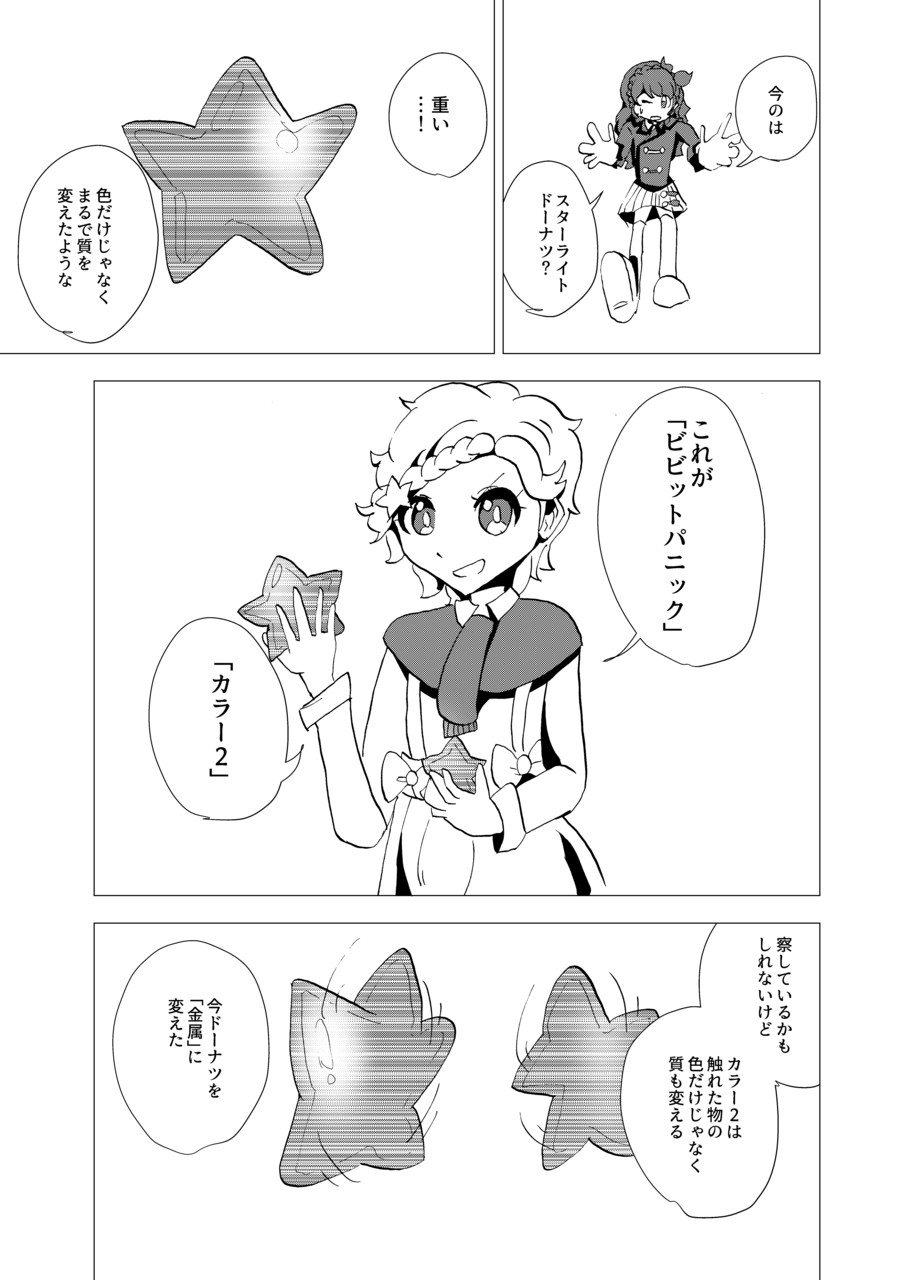 今のは
スターライト
ドーナツ?
重い
…!
色だけじゃなく
まるで質を
変えたような
これが
「ビビットパニック」
「カラー2」
察しているかも
しれないけど
カラー2は
触れた物の
色だけじゃなく
質も変える
今ドーナツを
「金属」に
変えた